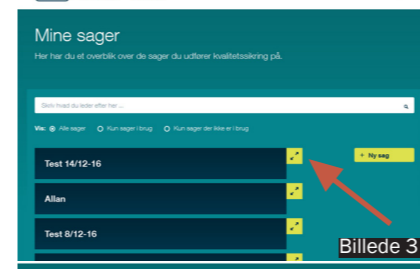 Mine sager
Her har du et overblik over de sager du udfører kvalitetssikring på.
Skriv hvad du leder efter her ...
Vis: Alle sager Kun sager i brug Kun sager der ikke er i brug
Test 14/12-16
+ Ny sag
Allan
Test 8/12-16
Billede 3